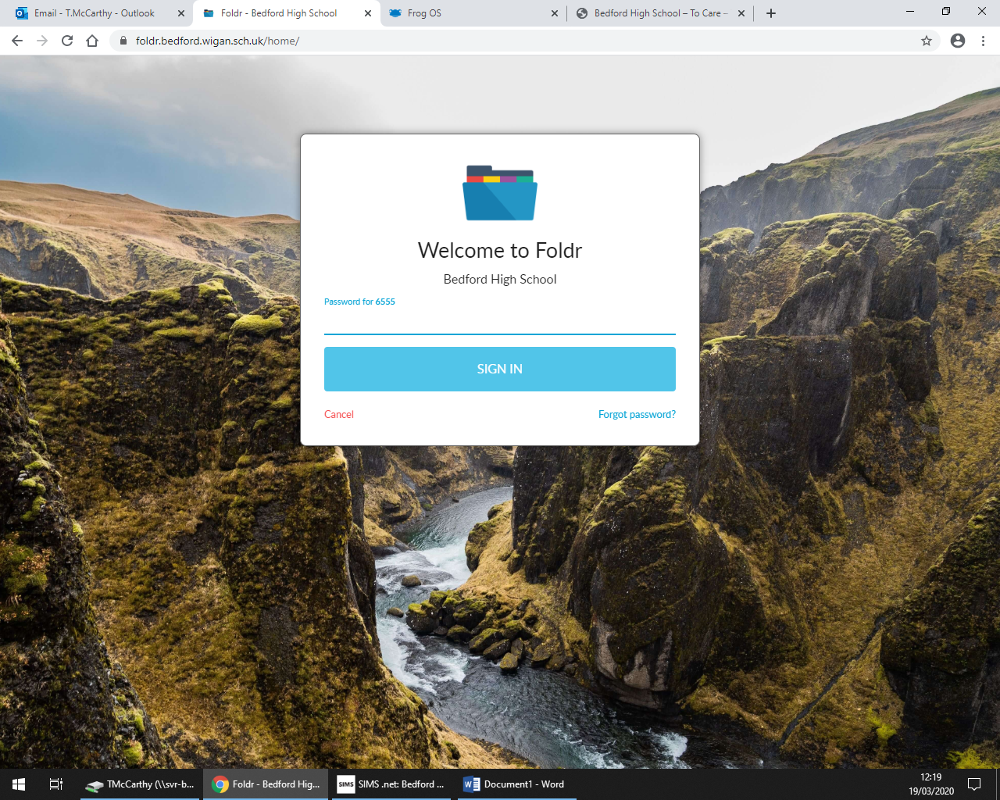 Email - T.McCarthy - Outlook
Foldr - Bedford High School
Frog OS
Bedford High School – To Care –
foldr.bedford.wigan.sch.uk/home/
Welcome to Foldr
Bedford High School
Password for 6555
SIGN IN
Cancel
Forgot password?
TMcCarthy (\\svr-b...
Foldr - Bedford Hig...
SIMS
SIMS .net: Bedford ...
Document1 - Word
12:19
19/03/2020